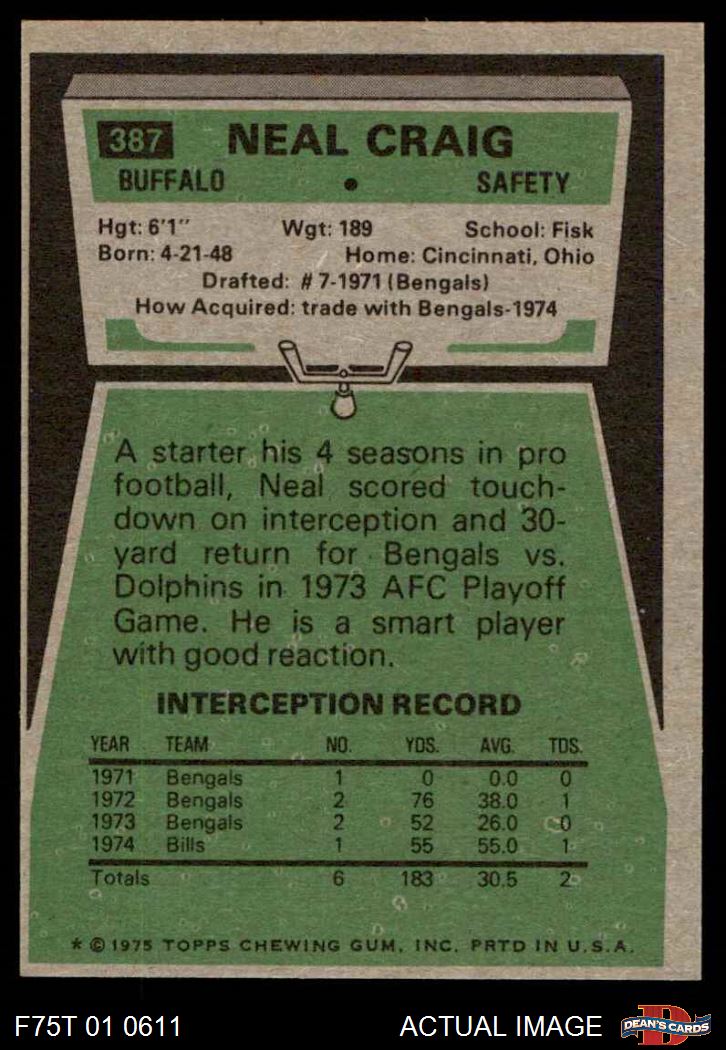 387 NEAL CRAIG
BUFFALO • SAFETY
Hgt: 6'1" Wgt: 189 School: Fisk
Born: 4-21-48 Home: Cincinnati, Ohio
Drafted: # 7-1971 (Bengals)
How Acquired: trade with Bengals-1974
A starter his 4 seasons in pro
football, Neal scored touch-
down on interception and 30-
yard return for Bengals vs.
Dolphins in 1973 AFC Playoff
Game. He is a smart player
with good reaction.
INTERCEPTION RECORD
YEAR TEAM NO. YDS. AVG. TDS.
1971 Bengals 1 0 0.0 0
1972 Bengals 2 76 38.0 1
1973 Bengals 2 52 26.0 0
1974 Bills 1 55 55.0 1
Totals 6 183 30.5 2
* © 1975 TOPPS CHEWING GUM, INC. PRTD IN U.S.A.
F75T 01 0611 ACTUAL IMAGE D DEAN'S CARDS